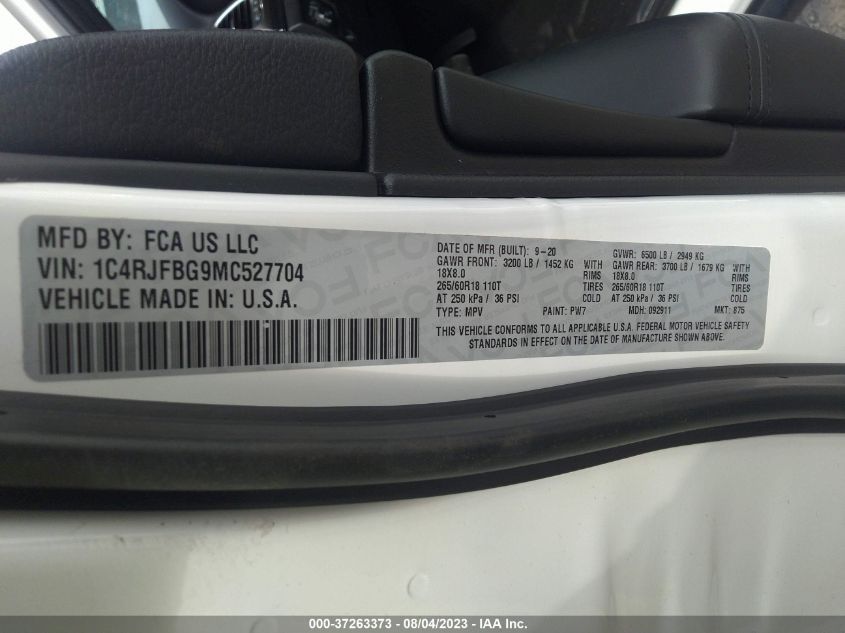 MFD BY: FCA US LLC
VIN: 1C4RJFBG9MC527704
VEHICLE MADE IN: U.S.A.
DATE OF MFR (BUILT): 9-20 GVWR: 6500 LB / 2949 KG
GAWR FRONT: 3200 LB / 1452 KG WITH GAWR REAR: 3700 LB / 1679 KG WITH
18X8.0 RIMS 18X8.0 RIMS
265/60R18 110T TIRES 265/60R18 110T TIRES
AT 250 kPa / 36 PSI COLD AT 250 kPa / 36 PSI COLD
TYPE: MPV PAINT: PW7 MDH: 092911 MKT: 875
THIS VEHICLE CONFORMS TO ALL APPLICABLE U.S.A. FEDERAL MOTOR VEHICLE SAFETY
STANDARDS IN EFFECT ON THE DATE OF MANUFACTURE SHOWN ABOVE.
000-37263373 - 08/04/2023 - IAAI.com